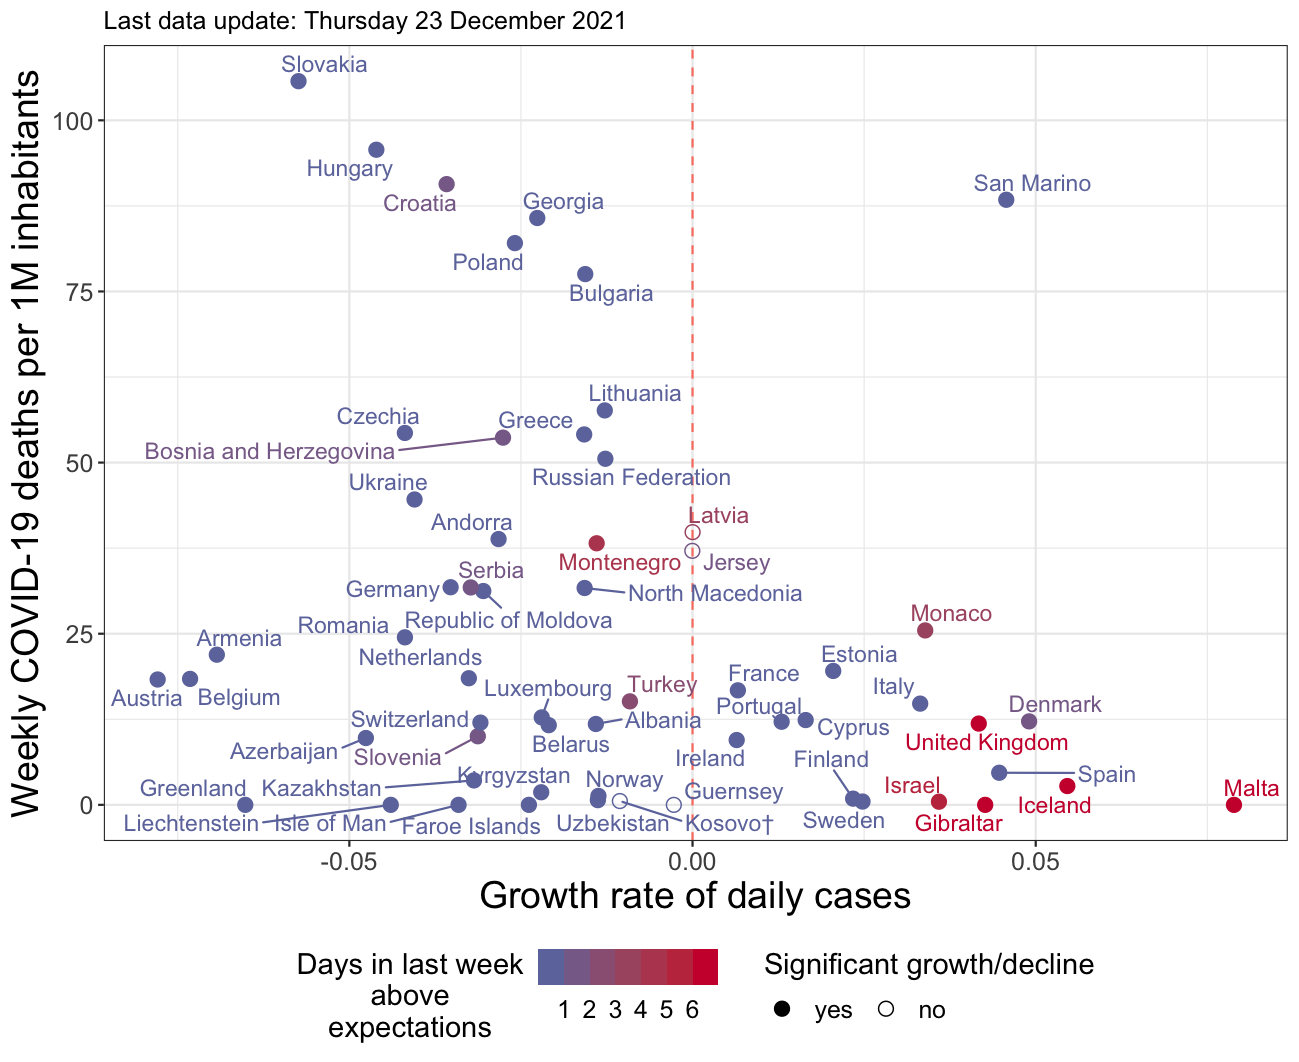 Last data update: Thursday 23 December 2021
Weekly COVID-19 deaths per 1M inhabitants
100
75
50
25
0
Slovakia
Hungary
Croatia
San Marino
Georgia
Poland
Bulgaria
Lithuania
Czechia
Greece
Bosnia and Herzegovina
Russian Federation
Ukraine
Latvia
Andorra
Montenegro
Jersey
Serbia
Germany
North Macedonia
Monaco
Republic of Moldova
Romania
Armenia
Netherlands
Estonia
France
Turkey
Italy
Luxembourg
Austria
Belgium
Portugal
Denmark
Switzerland
Albania
Cyprus
Belarus
United Kingdom
Azerbaijan
Slovenia
Ireland
Finland
Kyrgyzstan
Spain
Norway
Greenland
Kazakhstan
Guernsey
Israel
Malta
Iceland
Liechtenstein
Isle of Man
Faroe Islands
Uzbekistan
Kosovo†
Sweden
Gibraltar
-0.05
0.00
0.05
Growth rate of daily cases
Days in last week
above
expectations
1 2 3 4 5 6
Significant growth/decline
yes
no